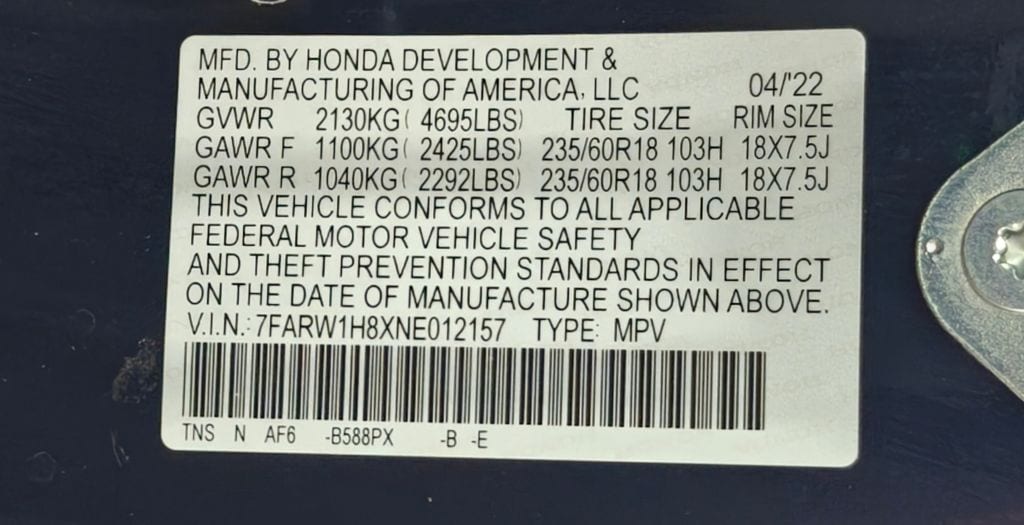 MFD. BY HONDA DEVELOPMENT &
MANUFACTURING OF AMERICA, LLC 04/'22
GVWR 2130KG( 4695LBS) TIRE SIZE RIM SIZE
GAWR F 1100KG( 2425LBS) 235/60R18 103H 18X7.5J
GAWR R 1040KG( 2292LBS) 235/60R18 103H 18X7.5J
THIS VEHICLE CONFORMS TO ALL APPLICABLE
FEDERAL MOTOR VEHICLE SAFETY
AND THEFT PREVENTION STANDARDS IN EFFECT
ON THE DATE OF MANUFACTURE SHOWN ABOVE.
V.I.N.: 7FARW1H8XNE012157 TYPE: MPV
TNS N AF6 -B588PX -B -E